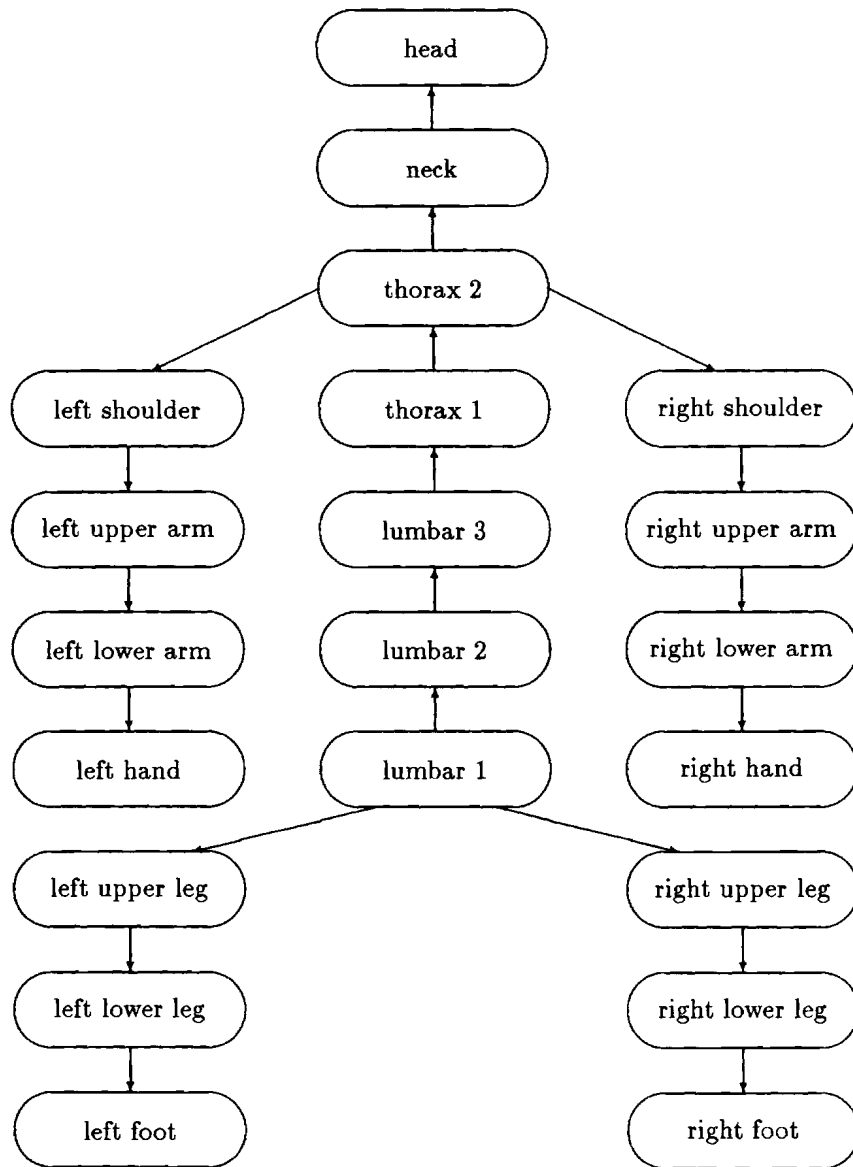 head
neck
thorax 2
left shoulder
thorax 1
right shoulder
left upper arm
lumbar 3
right upper arm
left lower arm
lumbar 2
right lower arm
left hand
lumbar 1
right hand
left upper leg
right upper leg
left lower leg
right lower leg
left foot
right foot